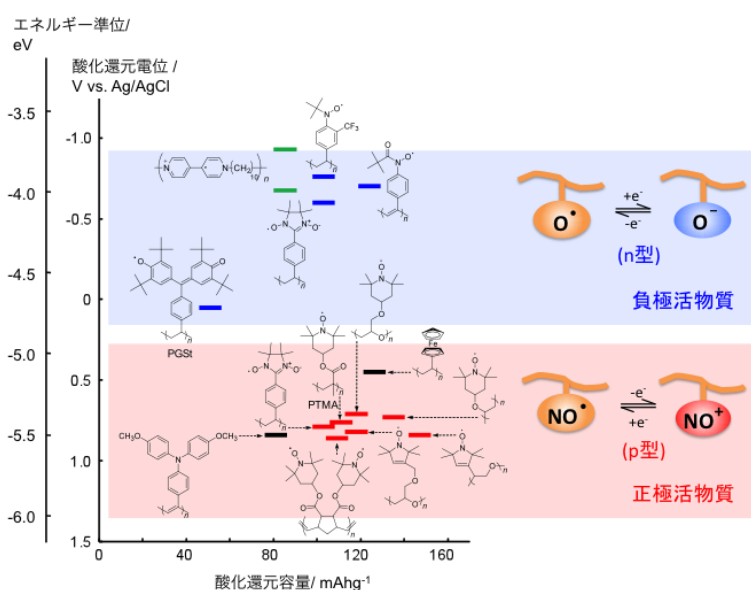 エネルギー準位/
eV
酸化還元電位 /
V vs. Ag/AgCl
-3.5
-4.0
-4.5
-5.0
-5.5
-6.0
-1.0
-0.5
0
0.5
1.0
1.5
0
40
80
120
160
酸化還元容量/ mAhg⁻¹
CF₃
PGSt
PTMA
Fe
CH₃O
OCH₃
O•
+e⁻
-e⁻
O⁻
(n型)
負極活物質
NO•
-e⁻
+e⁻
NO⁺
(p型)
正極活物質